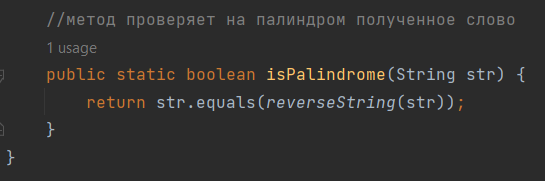 //метод проверяет на палиндром полученное слово
1 usage
public static boolean isPalindrome(String str) {
return str.equals(reverseString(str));
}
}